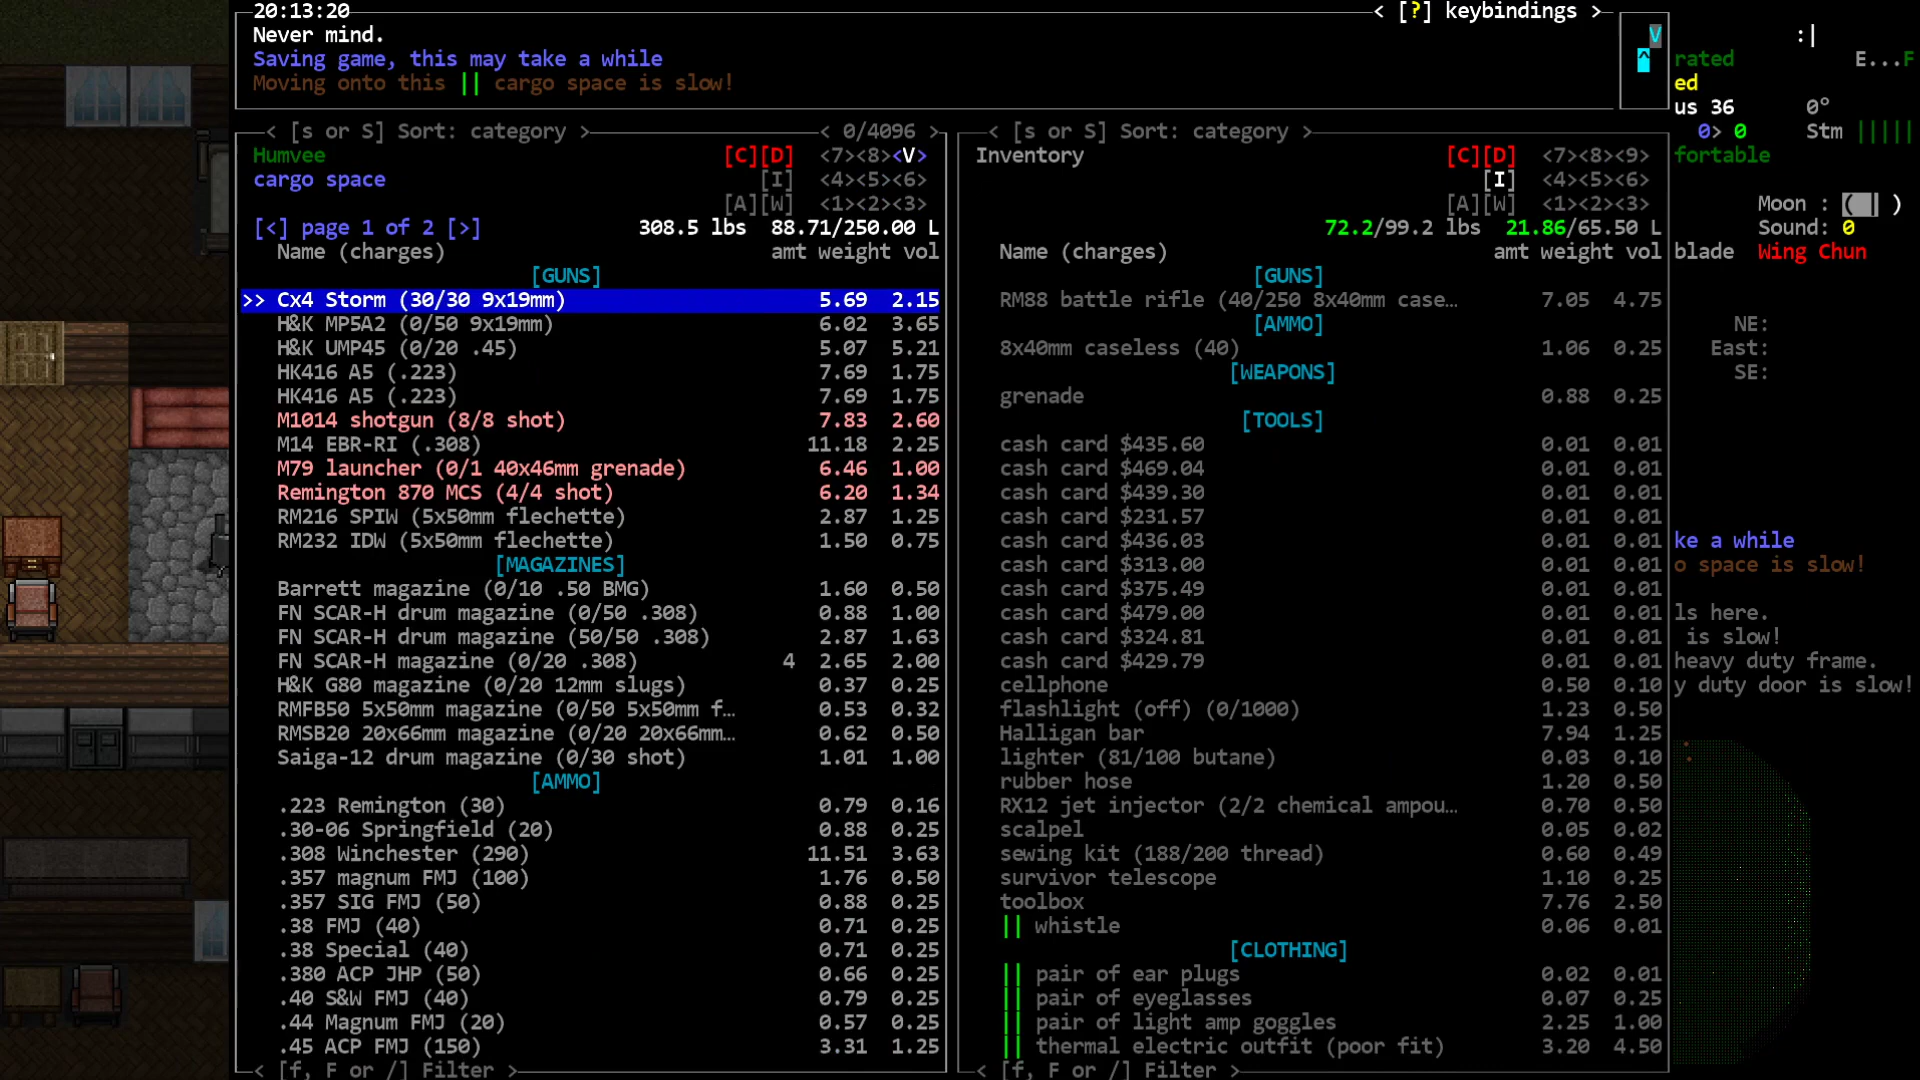 20:13:20
< [?] keybindings >
Never mind.
Saving game, this may take a while
Moving onto this || cargo space is slow!
V
^
:|
rated E...F
ed
us 36 0°
0> 0 Stm |||||
fortable
Moon : ( | )
Sound: 0
blade Wing Chun
NE:
East:
SE:
ke a while
o space is slow!
ls here.
is slow!
heavy duty frame.
y duty door is slow!
< [s or S] Sort: category > < 0/4096 >
Humvee [C][D] <7><8><V>
cargo space [I] <4><5><6>
[A][W] <1><2><3>
[<] page 1 of 2 [>] 308.5 lbs 88.71/250.00 L
Name (charges) amt weight vol
[GUNS]
>> Cx4 Storm (30/30 9x19mm) 5.69 2.15
H&K MP5A2 (0/50 9x19mm) 6.02 3.65
H&K UMP45 (0/20 .45) 5.07 5.21
HK416 A5 (.223) 7.69 1.75
HK416 A5 (.223) 7.69 1.75
M1014 shotgun (8/8 shot) 7.83 2.60
M14 EBR-RI (.308) 11.18 2.25
M79 launcher (0/1 40x46mm grenade) 6.46 1.00
Remington 870 MCS (4/4 shot) 6.20 1.34
RM216 SPIW (5x50mm flechette) 2.87 1.25
RM232 IDW (5x50mm flechette) 1.50 0.75
[MAGAZINES]
Barrett magazine (0/10 .50 BMG) 1.60 0.50
FN SCAR-H drum magazine (0/50 .308) 0.88 1.00
FN SCAR-H drum magazine (50/50 .308) 2.87 1.63
FN SCAR-H magazine (0/20 .308) 4 2.65 2.00
H&K G80 magazine (0/20 12mm slugs) 0.37 0.25
RMFB50 5x50mm magazine (0/50 5x50mm f… 0.53 0.32
RMSB20 20x66mm magazine (0/20 20x66mm… 0.62 0.50
Saiga-12 drum magazine (0/30 shot) 1.01 1.00
[AMMO]
.223 Remington (30) 0.79 0.16
.30-06 Springfield (20) 0.88 0.25
.308 Winchester (290) 11.51 3.63
.357 magnum FMJ (100) 1.76 0.50
.357 SIG FMJ (50) 0.88 0.25
.38 FMJ (40) 0.71 0.25
.38 Special (40) 0.71 0.25
.380 ACP JHP (50) 0.66 0.25
.40 S&W FMJ (40) 0.79 0.25
.44 Magnum FMJ (20) 0.57 0.25
.45 ACP FMJ (150) 3.31 1.25
< [f, F or /] Filter >
< [s or S] Sort: category >
Inventory [C][D] <7><8><9>
[I] <4><5><6>
[A][W] <1><2><3>
72.2/99.2 lbs 21.86/65.50 L
Name (charges) amt weight vol
[GUNS]
RM88 battle rifle (40/250 8x40mm case… 7.05 4.75
[AMMO]
8x40mm caseless (40) 1.06 0.25
[WEAPONS]
grenade 0.88 0.25
[TOOLS]
cash card $435.60 0.01 0.01
cash card $469.04 0.01 0.01
cash card $439.30 0.01 0.01
cash card $231.57 0.01 0.01
cash card $436.03 0.01 0.01
cash card $313.00 0.01 0.01
cash card $375.49 0.01 0.01
cash card $479.00 0.01 0.01
cash card $324.81 0.01 0.01
cash card $429.79 0.01 0.01
cellphone 0.50 0.10
flashlight (off) (0/1000) 1.23 0.50
Halligan bar 7.94 1.25
lighter (81/100 butane) 0.03 0.10
rubber hose 1.20 0.50
RX12 jet injector (2/2 chemical ampou… 0.70 0.50
scalpel 0.05 0.02
sewing kit (188/200 thread) 0.60 0.49
survivor telescope 1.10 0.25
toolbox 7.76 2.50
|| whistle 0.06 0.01
[CLOTHING]
|| pair of ear plugs 0.02 0.01
|| pair of eyeglasses 0.07 0.25
|| pair of light amp goggles 2.25 1.00
|| thermal electric outfit (poor fit) 3.20 4.50
< [f, F or /] Filter >